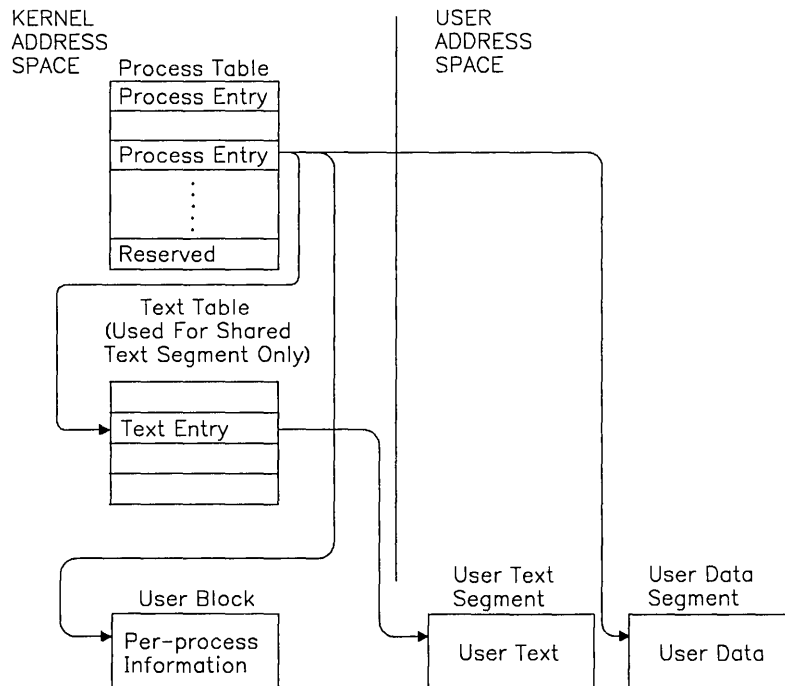 KERNEL
ADDRESS
SPACE
USER
ADDRESS
SPACE
Process Table
Process Entry
Process Entry
Reserved
Text Table
(Used For Shared
Text Segment Only)
Text Entry
User Block
Per-process
Information
User Text
Segment
User Text
User Data
Segment
User Data